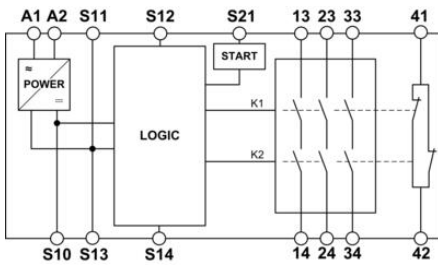 A1 A2 S11 S12 S21 13 23 33 41
START
≂
POWER
=
K1
LOGIC
K2
S10 S13 S14 14 24 34 42